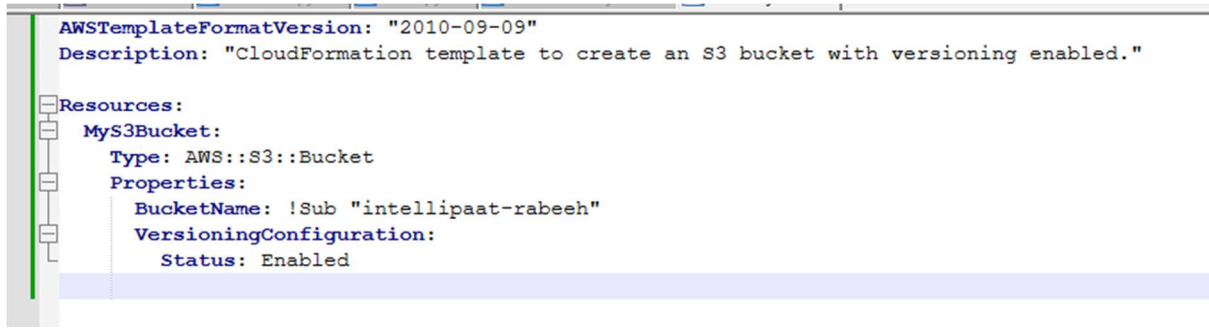 AWSTemplateFormatVersion: "2010-09-09"
Description: "CloudFormation template to create an S3 bucket with versioning enabled."
Resources:
MyS3Bucket:
Type: AWS::S3::Bucket
Properties:
BucketName: !Sub "intellipaat-rabeeh"
VersioningConfiguration:
Status: Enabled